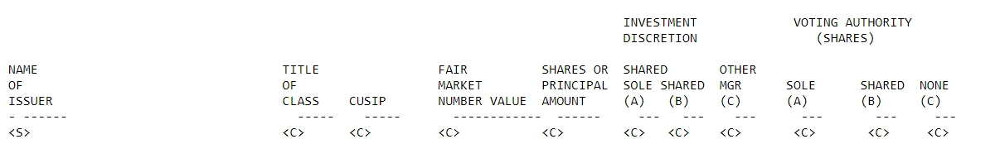 INVESTMENT VOTING AUTHORITY
DISCRETION (SHARES)
NAME TITLE FAIR SHARES OR SHARED OTHER
OF OF MARKET PRINCIPAL SOLE SHARED MGR SOLE SHARED NONE
ISSUER CLASS CUSIP NUMBER VALUE AMOUNT (A) (B) (C) (A) (B) (C)
- ------ ----- ----- ------------ ------ --- --- --- --- --- ---
<S> <C> <C> <C> <C> <C> <C> <C> <C> <C> <C>